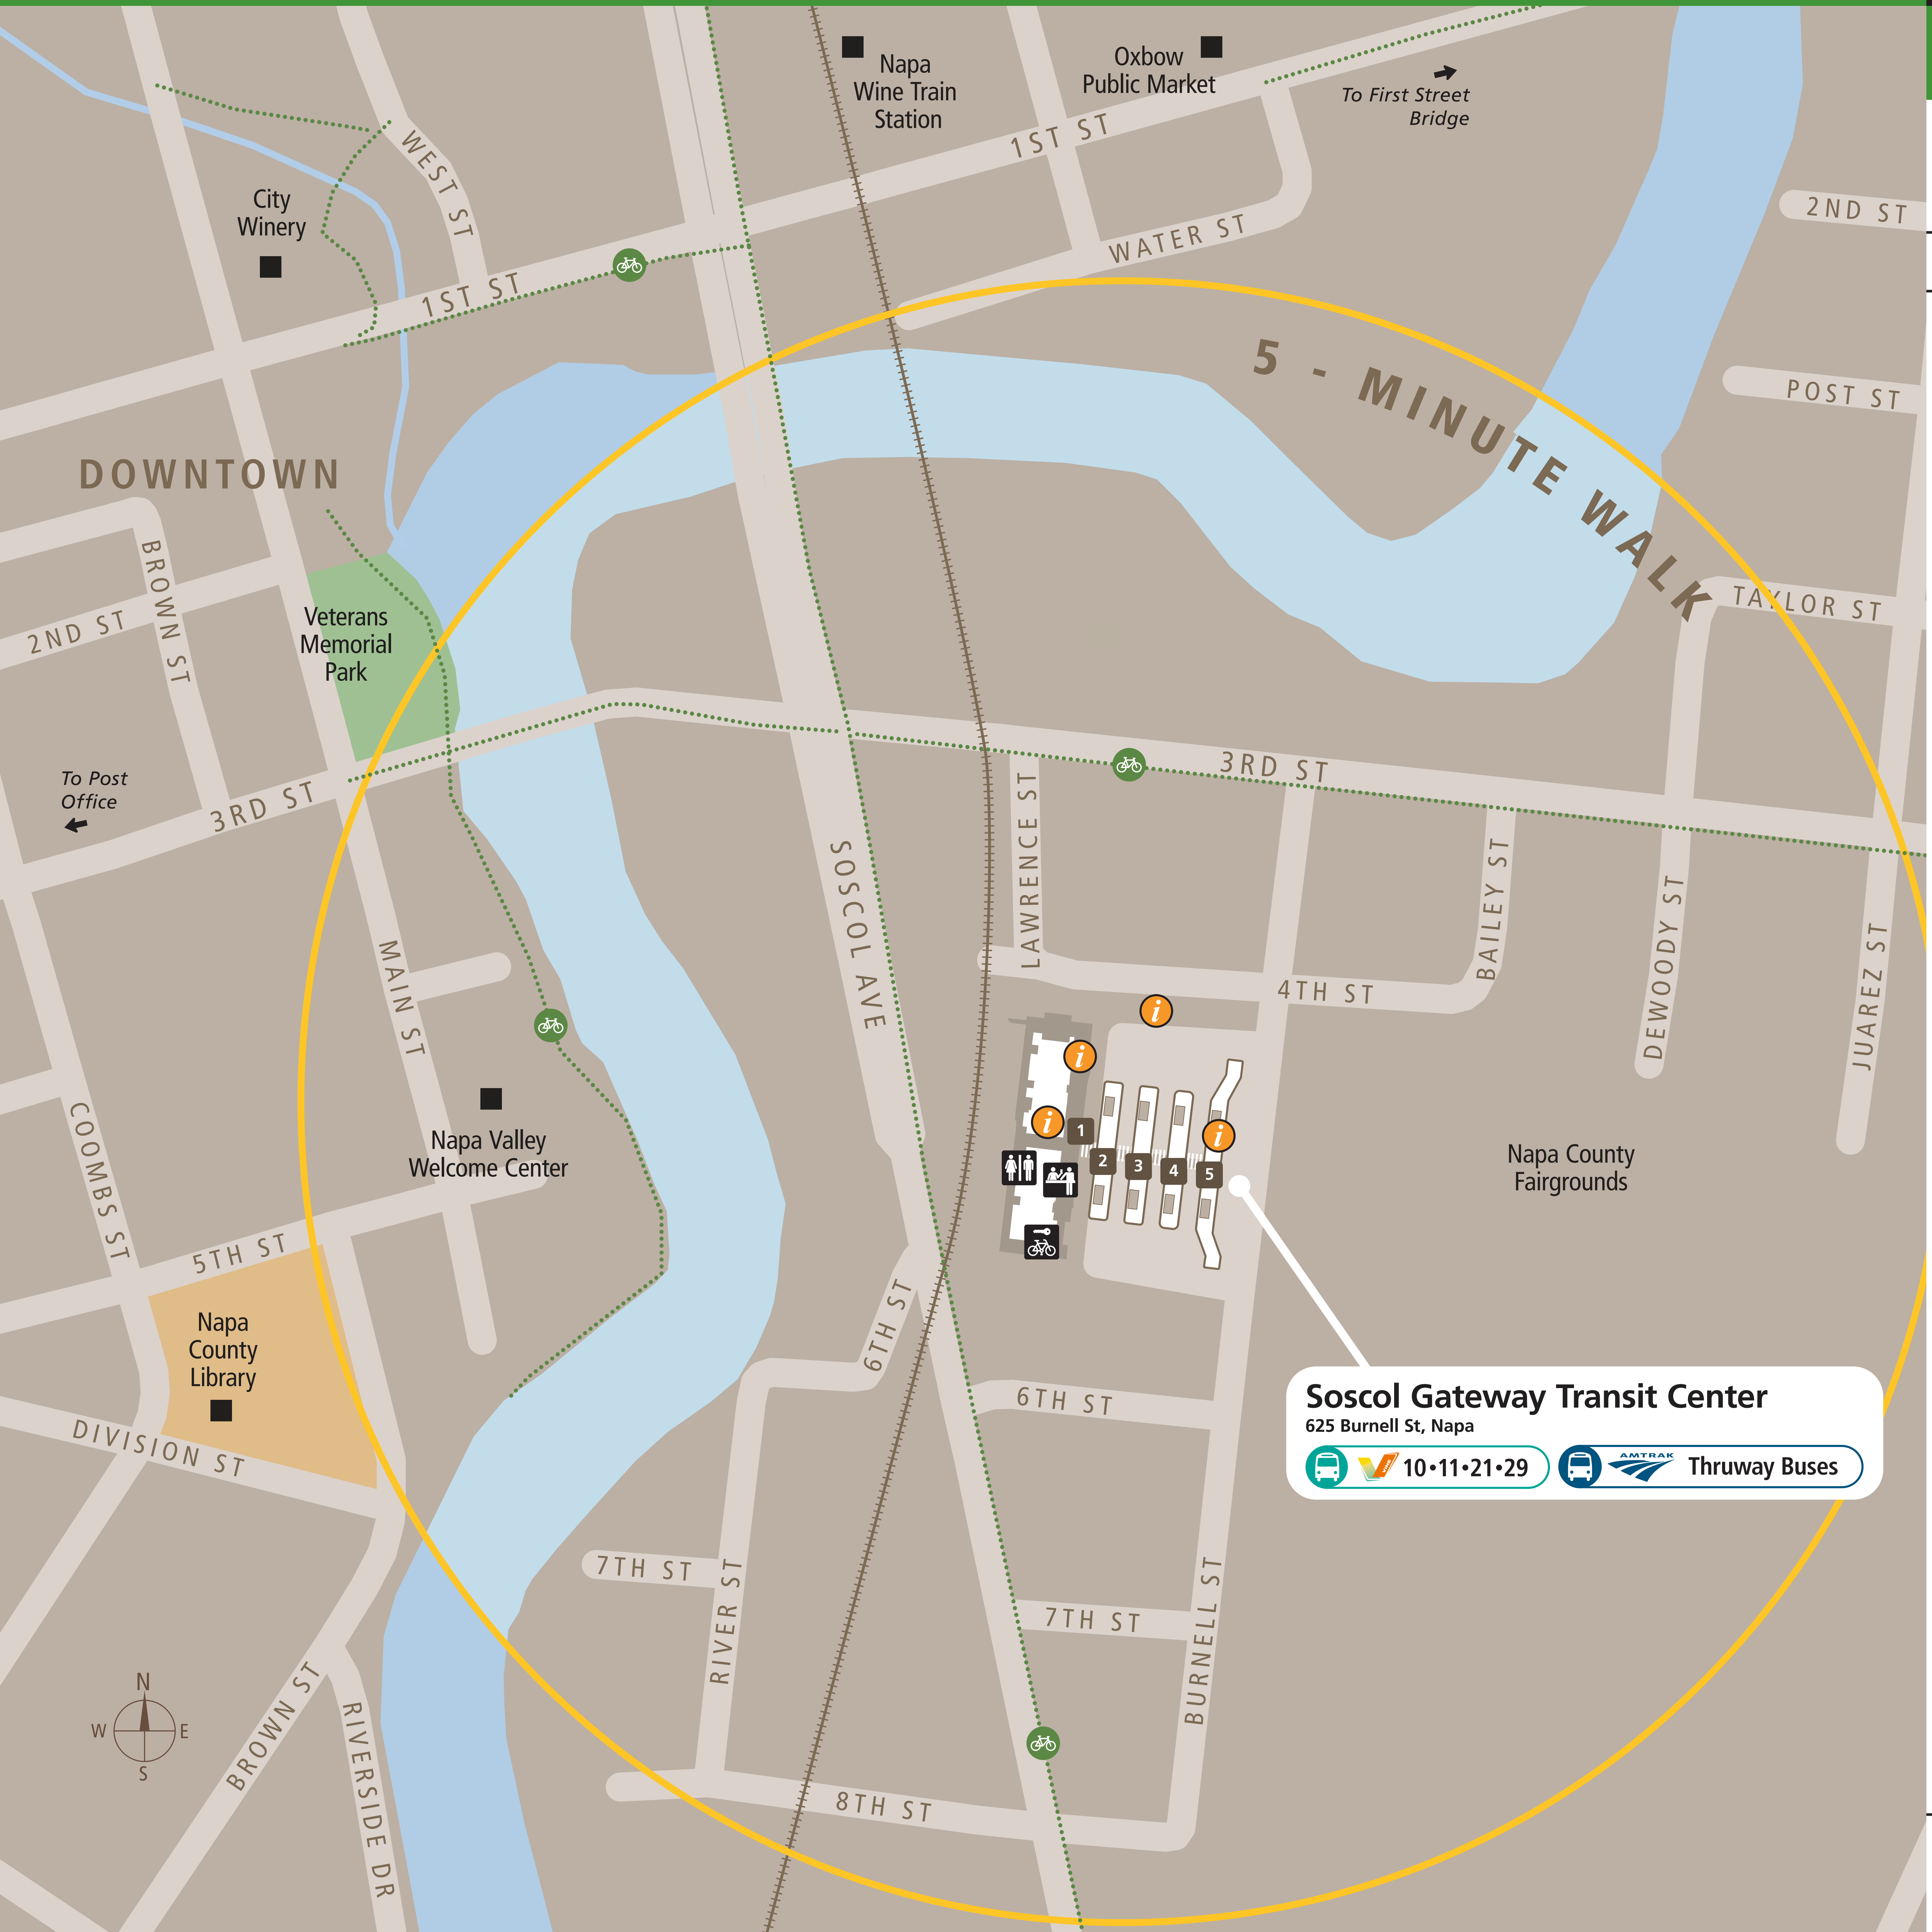 Napa
Wine Train
Station
Oxbow
Public Market
To First Street
Bridge
1ST ST
WEST ST
City
Winery
2ND ST
WATER ST
1ST ST
5 - MINUTE WALK
POST ST
DOWNTOWN
BROWN ST
2ND ST
Veterans
Memorial
Park
TAYLOR ST
To Post
Office
3RD ST
3RD ST
LAWRENCE ST
SOSCOL AVE
BAILEY ST
DEWODY ST
JUAREZ ST
MAIN ST
4TH ST
i
i
i
i
1
2
3
4
5
COOMBS ST
Napa Valley
Welcome Center
Napa County
Fairgrounds
5TH ST
Napa
County
Library
6TH ST
6TH ST
Soscol Gateway Transit Center
625 Burnell St, Napa
10•11•21•29
AMTRAK
Thruway Buses
DIVISION ST
7TH ST
RIVER ST
7TH ST
BURNELL ST
N
W E
S
BROWN ST
RIVERSIDE DR
8TH ST